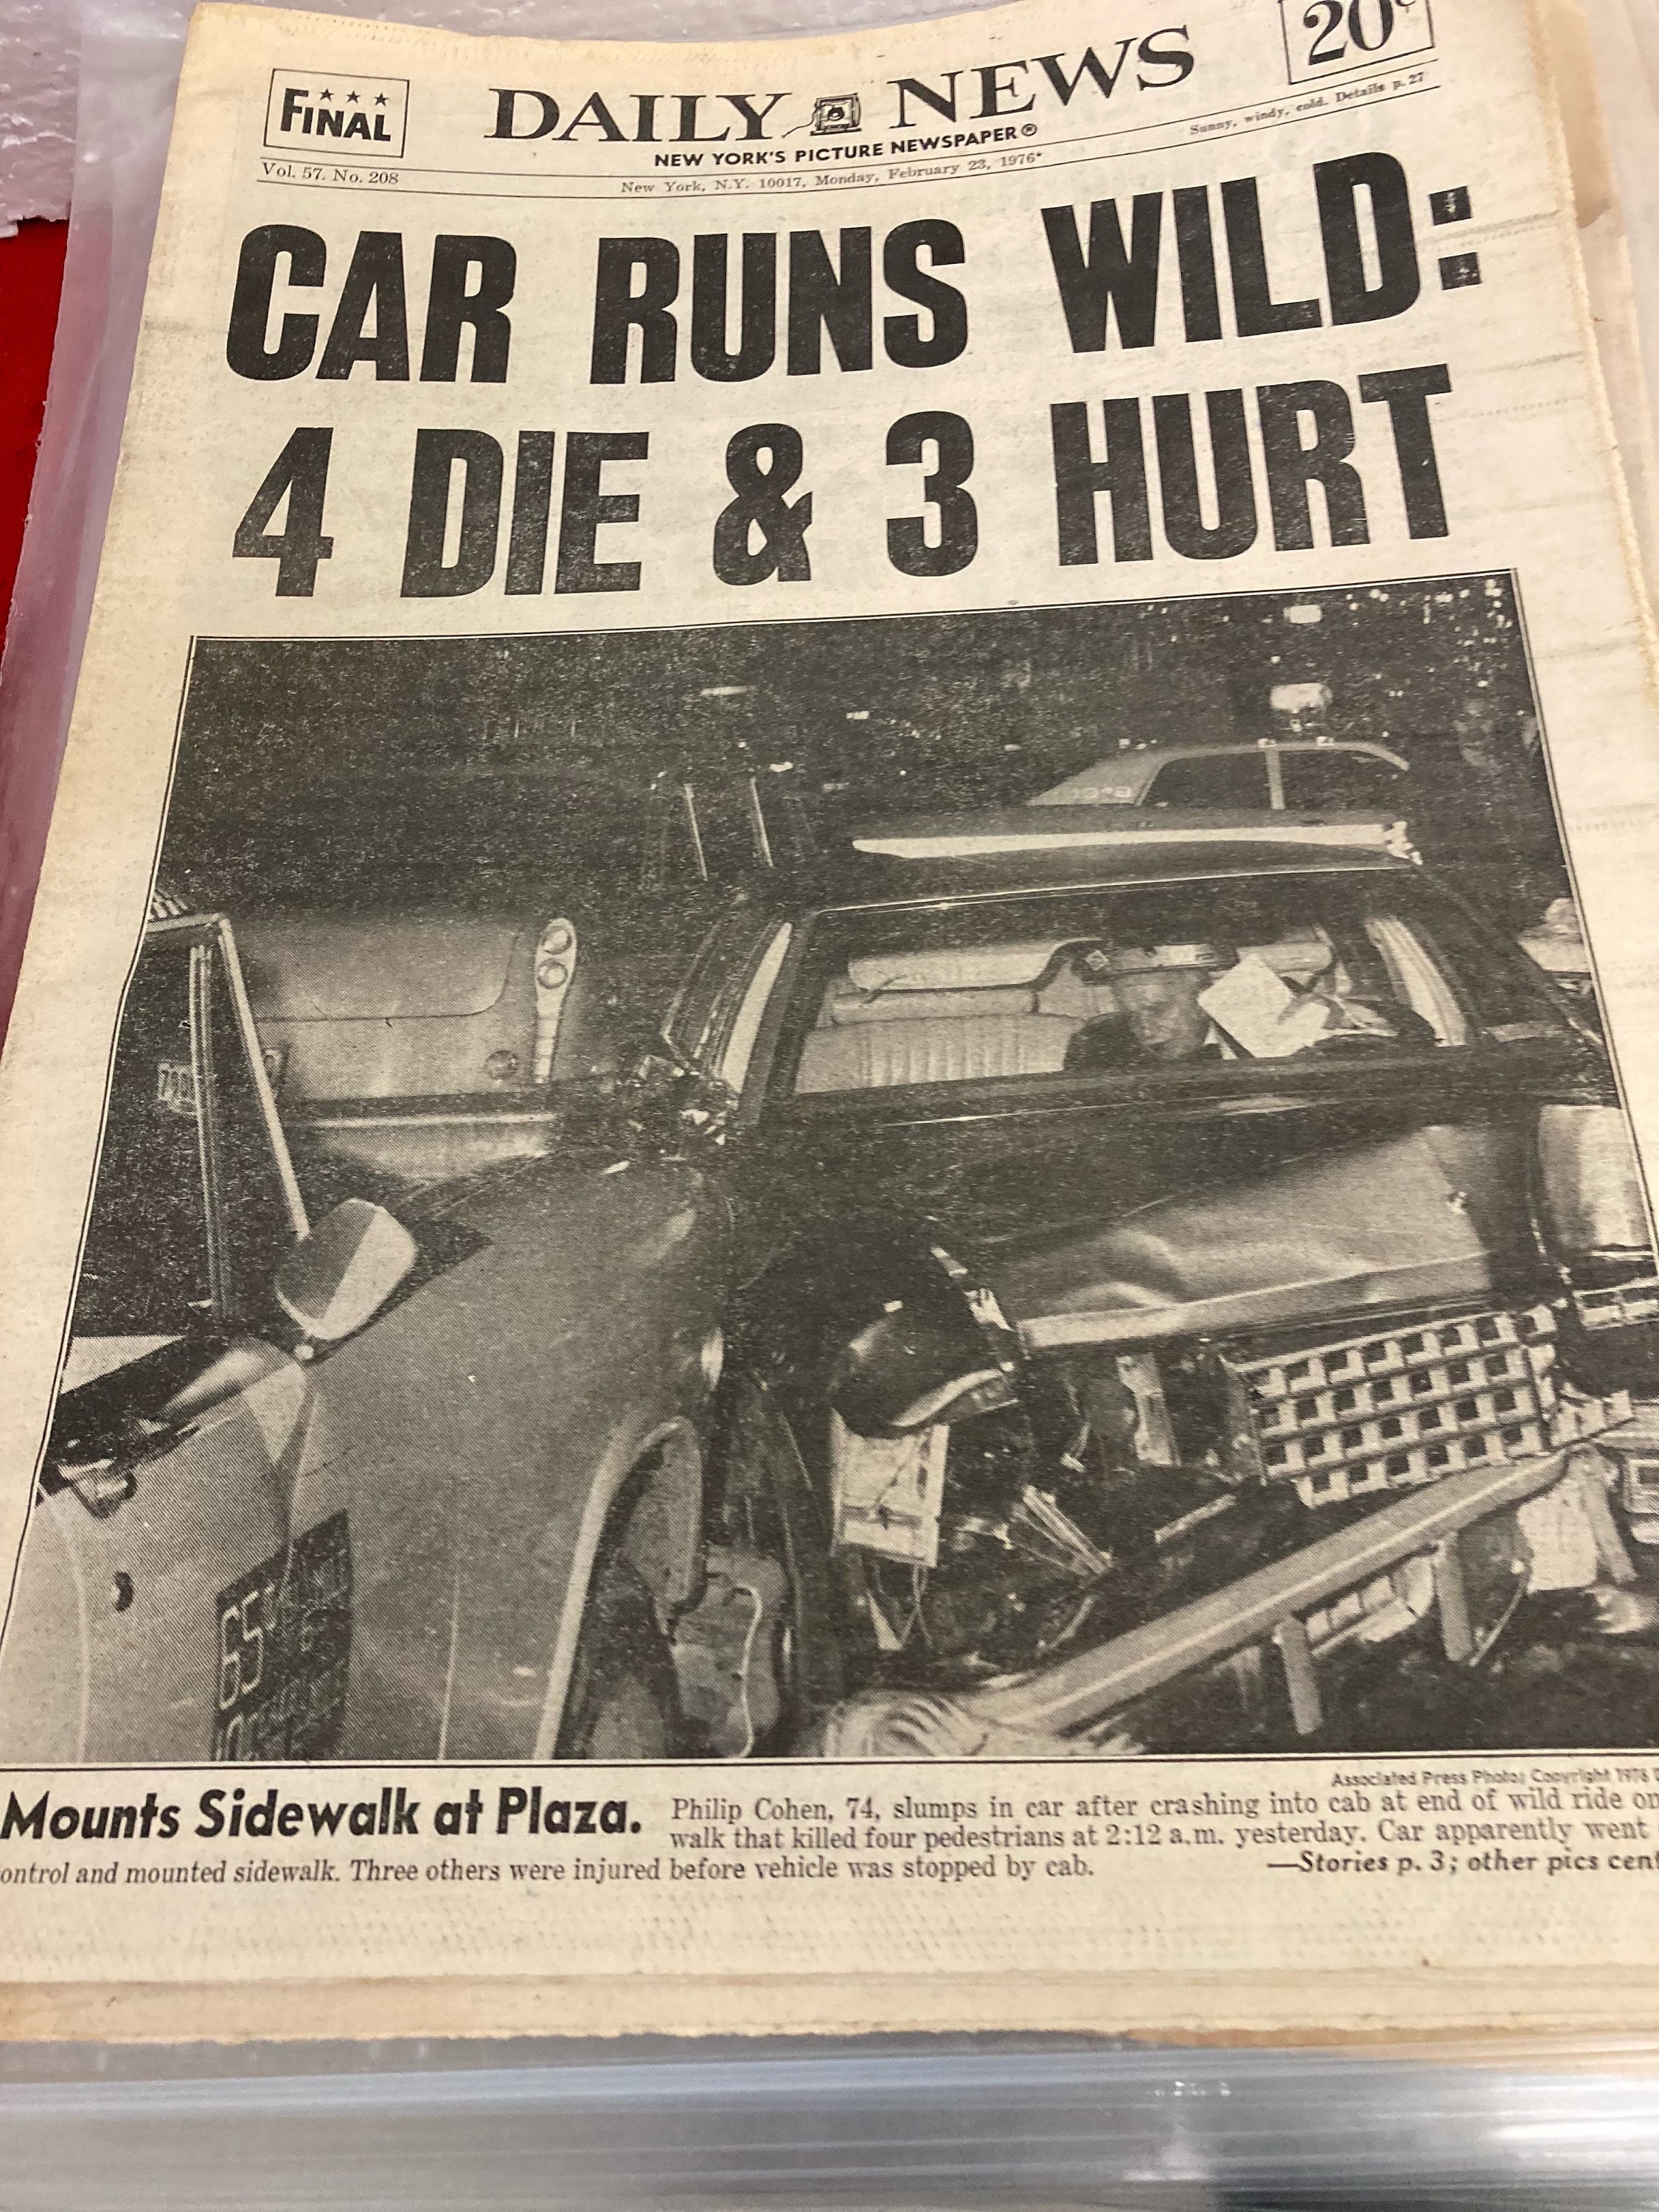 FINAL
DAILY NEWS
20¢
NEW YORK'S PICTURE NEWSPAPER®
Vol. 57. No. 208
New York, N.Y. 10017, Monday, February 23, 1976*
Sunny, windy, cold. Details p. 27
CAR RUNS WILD:
4 DIE & 3 HURT
Associated Press Photo; Copyright 1976
Mounts Sidewalk at Plaza. Philip Cohen, 74, slumps in car after crashing into cab at end of wild ride on
walk that killed four pedestrians at 2:12 a.m. yesterday. Car apparently went
ontrol and mounted sidewalk. Three others were injured before vehicle was stopped by cab. —Stories p. 3; other pics cent